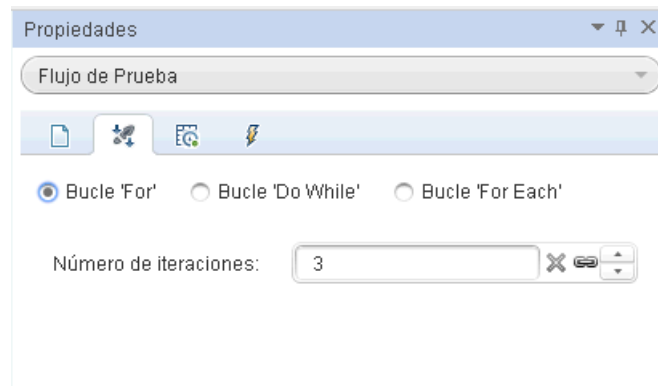 Propiedades
Flujo de Prueba
Bucle 'For' Bucle 'Do While' Bucle 'For Each'
Número de iteraciones: 3